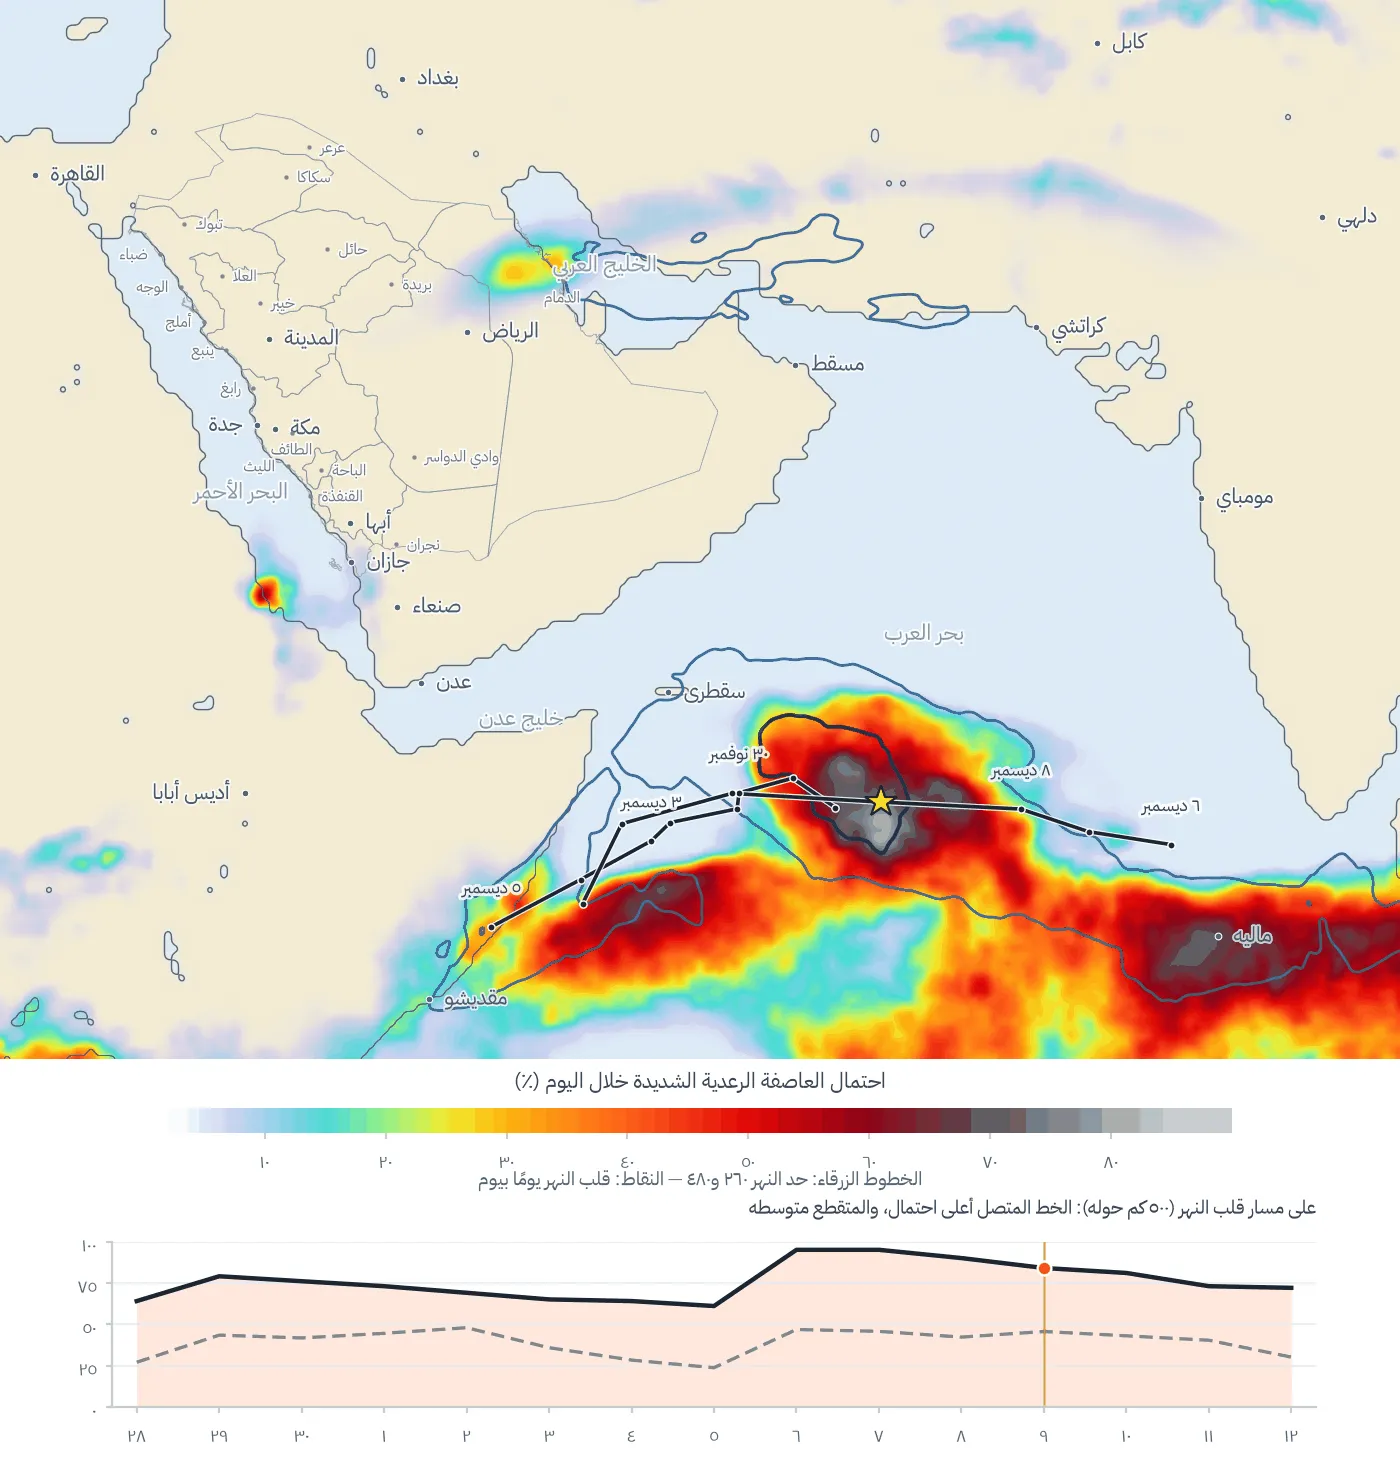 كابل
بغداد
عرعر
القاهرة
سكاكا
دلهي
تبوك
حائل
ضباء
الخليج العربي
العلا
بريدة
الوجه
الدمام
خيبر
أملج
كراتشي
الرياض
المدينة
ينبع
مسقط
رابغ
جدة
مكة
الطائف
وادي الدواسر
الليث
الباحة
البحر الأحمر
القنفذة
مومباي
أبها
نجران
جازان
صنعاء
بحر العرب
عدن
سقطرى
خليج عدن
٣٠ نوفمبر
٨ ديسمبر
أديس أبابا
٣ ديسمبر
٦ ديسمبر
٥ ديسمبر
ماليه
مقديشو
احتمال العاصفة الرعدية الشديدة خلال اليوم (٪)
١٠ ٢٠ ٣٠ ٤٠ ٥٠ ٦٠ ٧٠ ٨٠
الخطوط الزرقاء: حد النهر ٢٦٠ و٤٨٠ — النقاط: قلب النهر يومًا بيوم
على مسار قلب النهر (٥٠٠ كم حوله): الخط المتصل أعلى احتمال، والمتقطع متوسطه
١٠٠
٧٥
٥٠
٢٥
٠
٢٨ ٢٩ ٣٠ ١ ٢ ٣ ٤ ٥ ٦ ٧ ٨ ٩ ١٠ ١١ ١٢